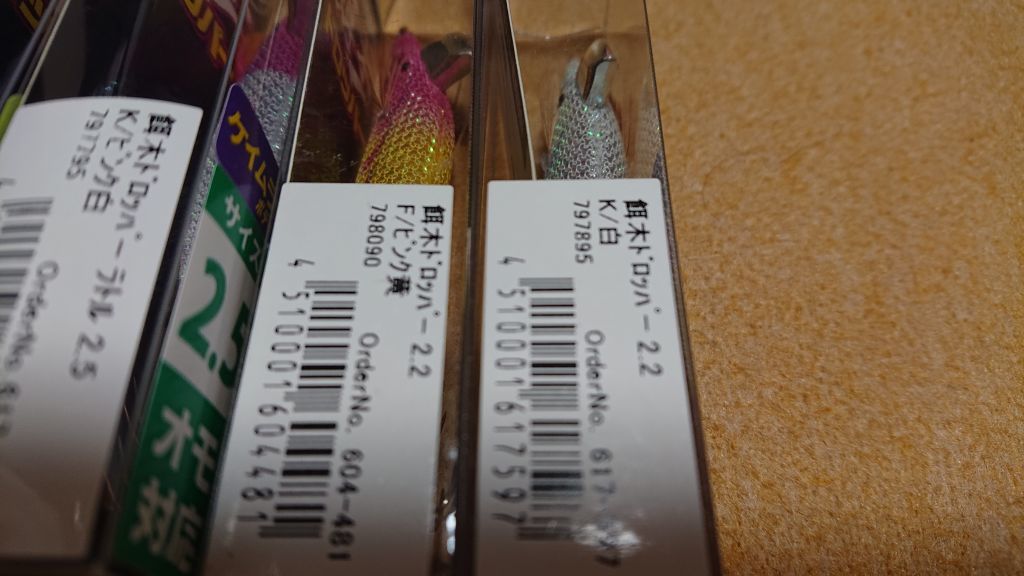 餌木ﾄﾞﾛｯﾊﾟｰ ﾗﾄﾙ 2.5
K/ﾋﾟﾝｸ白
797795
OrderNo.
4
ケイムラ
サイズ
2.5
餌木ﾄﾞﾛｯﾊﾟｰ 2.2
F/ﾋﾟﾝｸ黄
798090
OrderNo. 604-481
4 510001 604481
餌木ﾄﾞﾛｯﾊﾟｰ 2.2
K/白
797895
OrderNo. 617-
4 510001 617597